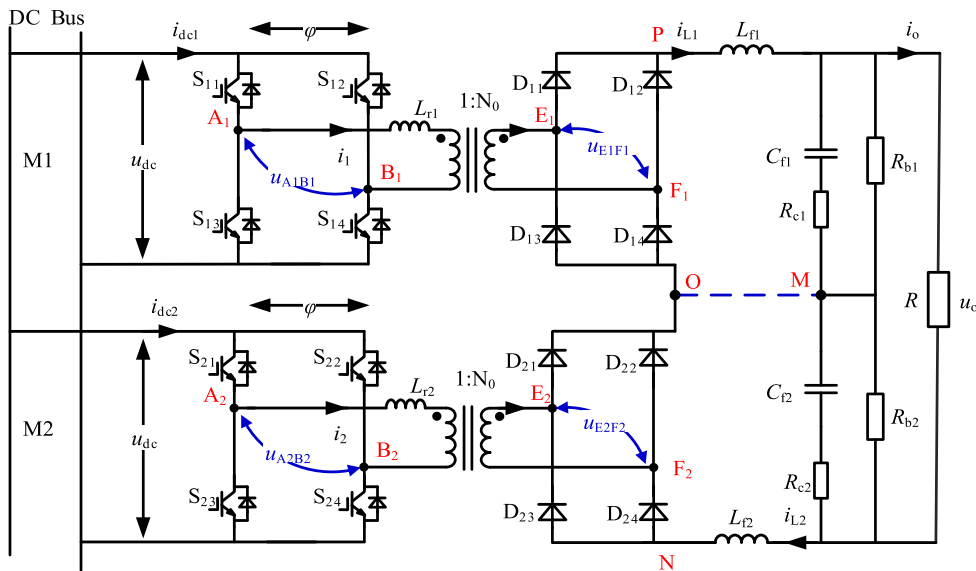 DC Bus
i_dc1
φ
P
i_L1
L_f1
i_o
S_11
S_12
D_11
D_12
A_1
L_r1
1:N_0
E_1
M1
u_dc
u_A1B1
i_1
B_1
u_E1F1
F_1
C_f1
R_b1
S_13
S_14
D_13
D_14
R_c1
O
M
i_dc2
φ
R
u_o
S_21
S_22
D_21
D_22
A_2
L_r2
1:N_0
E_2
C_f2
M2
u_dc
u_A2B2
i_2
B_2
u_E2F2
F_2
R_b2
S_23
S_24
D_23
D_24
R_c2
L_f2
i_L2
N